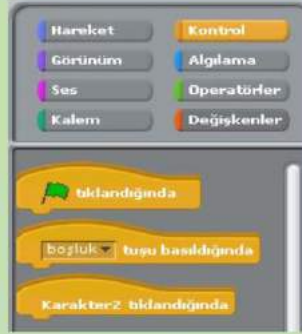 Hareket Kontrol
Görünüm Algılama
Ses Operatörler
Kalem Değişkenler
tıklandığında
boşluk tuşu basıldığında
Karakter2 tıklandığında